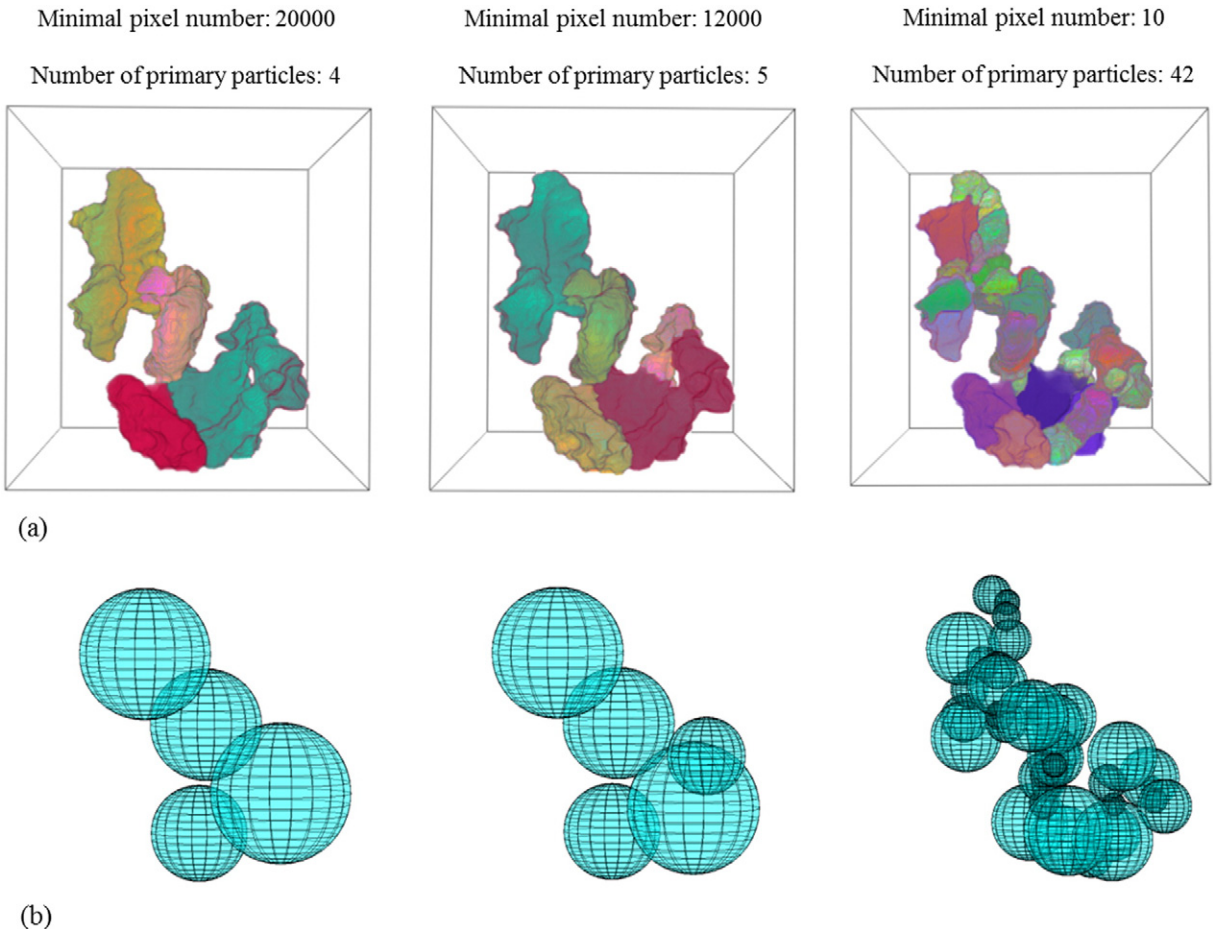 Minimal pixel number: 20000
Minimal pixel number: 12000
Minimal pixel number: 10
Number of primary particles: 4
Number of primary particles: 5
Number of primary particles: 42
(a)
(b)